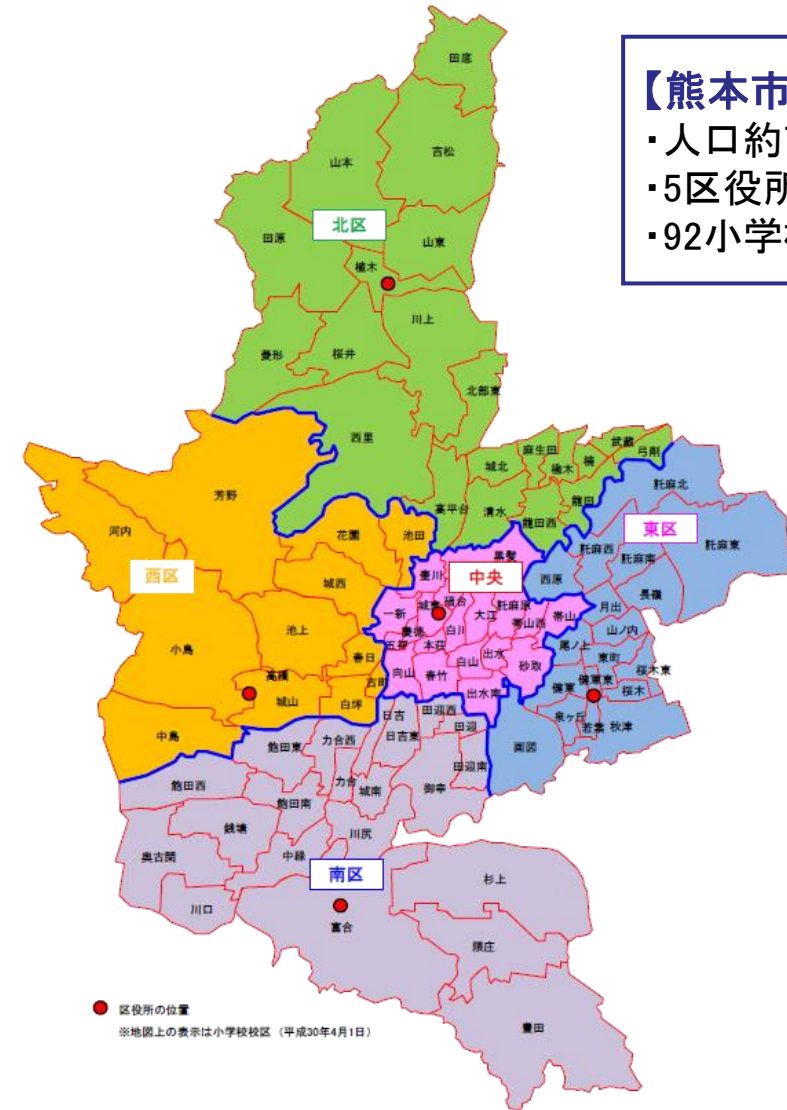 【熊本市
・人口約
・5区役所
・92小学校
田底
吉松
山本
北区
田原
山東
植木
川上
菱形
桜井
北部東
西里
武蔵
弓削
麻生田
城北
楡木
楠
龍田
高平台
清水
龍田西
託麻北
芳野
河内
花園
池田
東区
託麻西
託麻南
託麻東
黒髪
西区
中央
壷川
西原
城西
城東
碩台
一新
大江
託麻原
長嶺
月出
慶徳
白川
帯山西
帯山
五福
本荘
出水
尾ノ上
山ノ内
池上
小島
春日
向山
春竹
白山
砂取
東町
桜木東
古町
健軍
健軍東
桜木
高橋
城山
白坪
出水南
泉ヶ丘
若葉
秋津
中島
日吉
田迎西
田迎
画図
飽田東
力合西
日吉東
田迎南
飽田西
力合
城南
御幸
飽田南
銭塘
川尻
奥古閑
中緑
南区
杉上
川口
富合
隈庄
豊田
区役所の位置
※地図上の表示は小学校校区（平成30年4月1日）